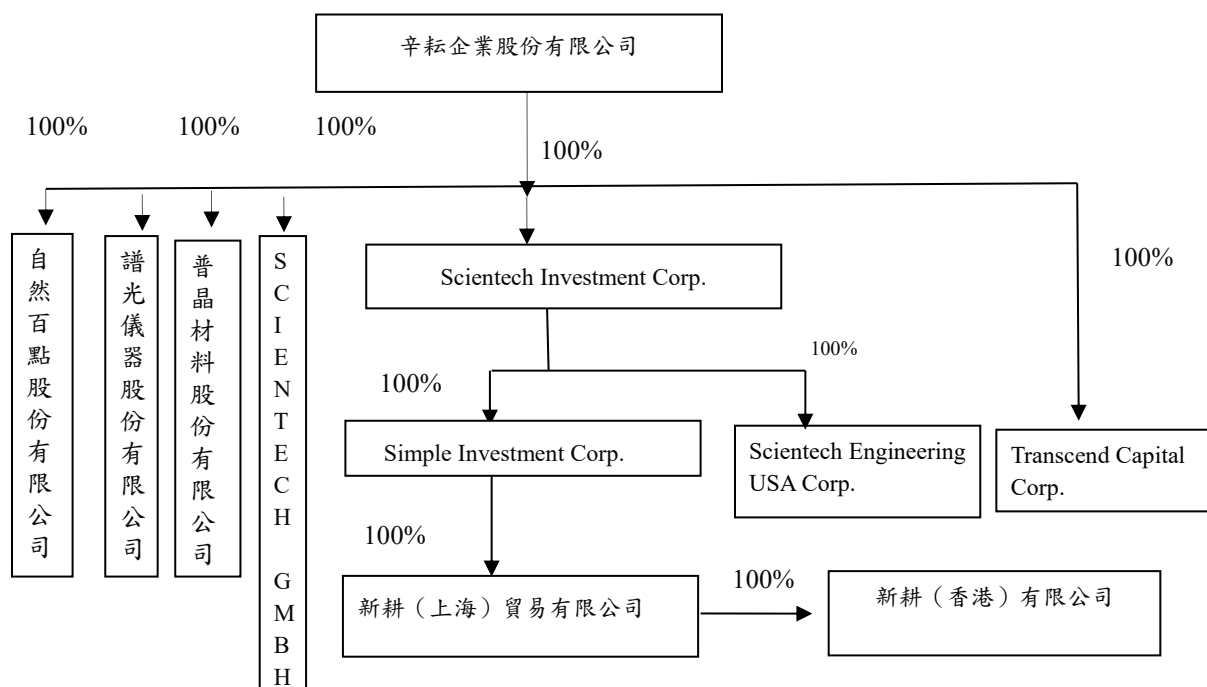 辛耘企業股份有限公司
100%
100%
100%
100%
自然百點股份有限公司
譜光儀器股份有限公司
普晶材料股份有限公司
SCIENTECH GMBH
Scientech Investment Corp.
100%
100%
100%
Simple Investment Corp.
Scientech Engineering
USA Corp.
Transcend Capital
Corp.
100%
新耕（上海）貿易有限公司
100%
新耕（香港）有限公司